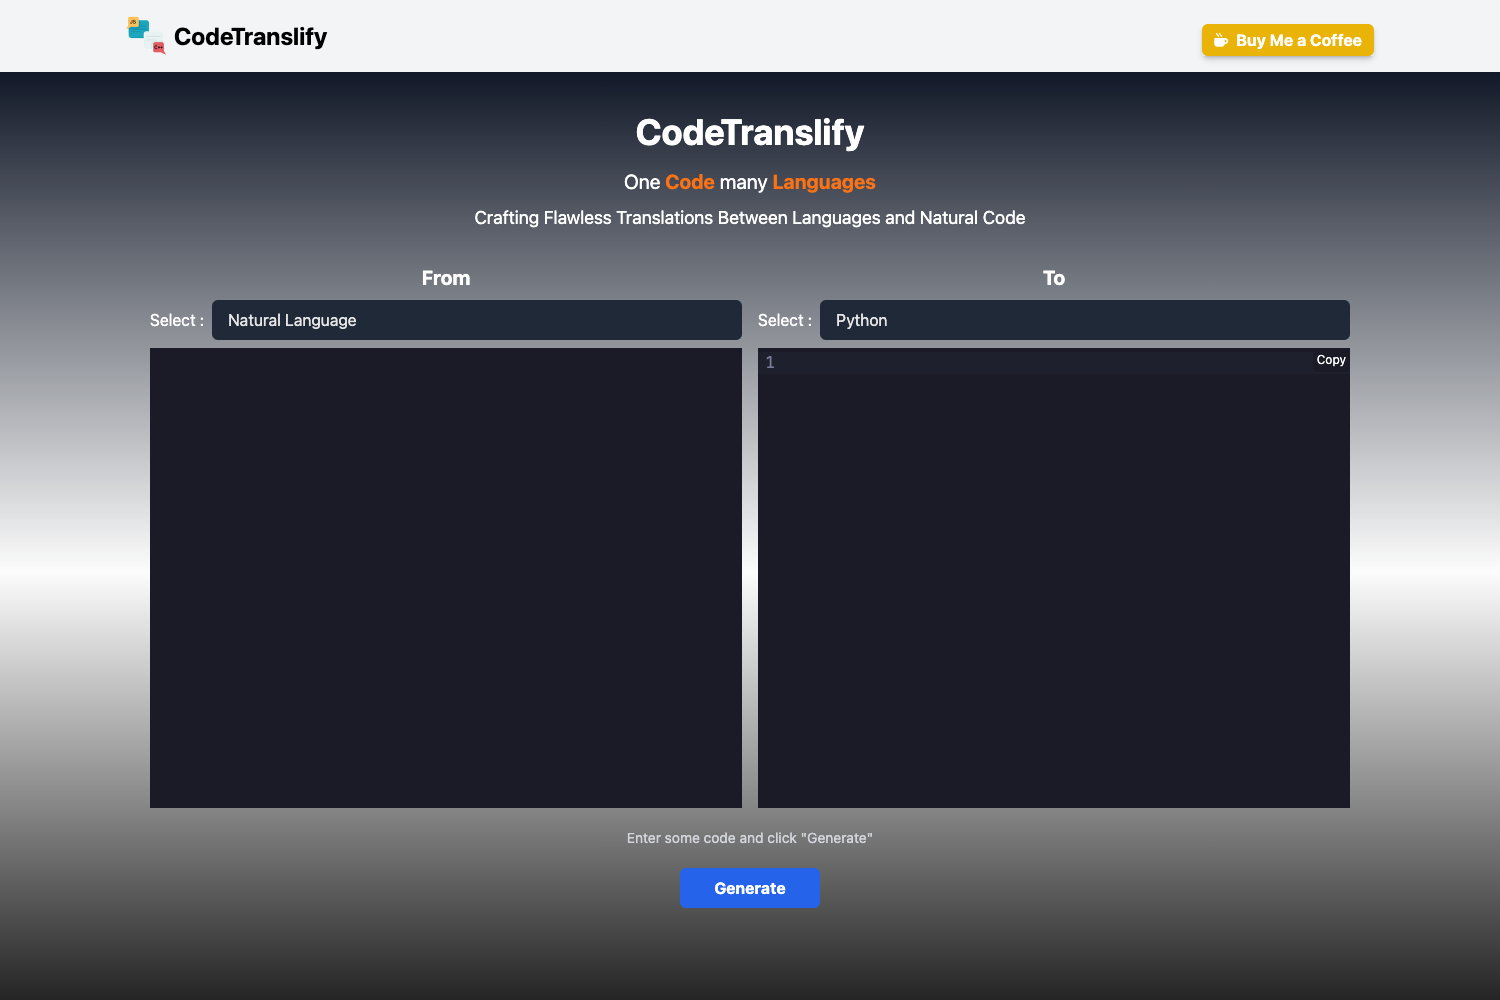 JS
C++
CodeTranslify
Buy Me a Coffee
CodeTranslify
One Code many Languages
Crafting Flawless Translations Between Languages and Natural Code
From
Select :
Natural Language
To
Select :
Python
1
Copy
Enter some code and click "Generate"
Generate